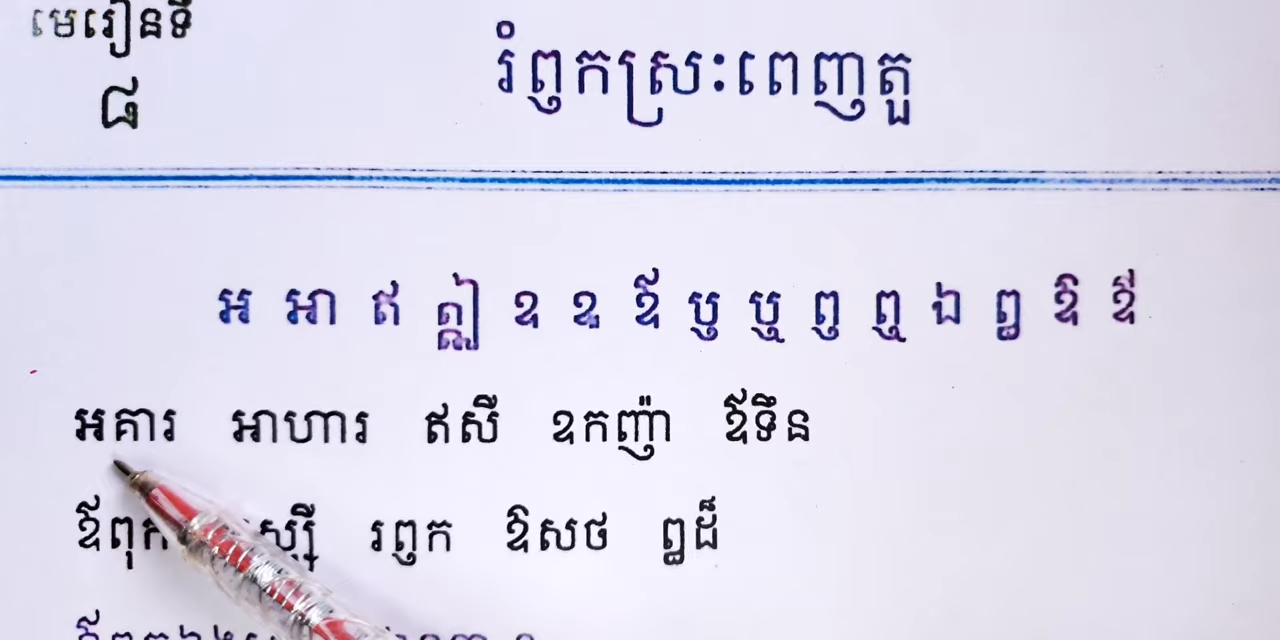 មេរៀនទី
៨
រំឭកស្រៈពេញតួ
អ អា ឥ ឦ ឧ ឩ ឪ ឫ ឬ ឭ ឮ ឯ ឰ ឱ ឳ
អគារ អាហារ ឥសី ឧកញ៉ា ឪទឹន
ឪពុក រឭក ឱសថ ឰដ៏